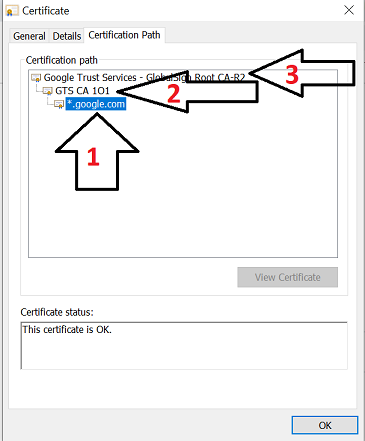 Certificate
General Details Certification Path
Certification path
Google Trust Services - GlobalSign Root CA-R2
3
GTS CA 1O1
2
*.google.com
1
View Certificate
Certificate status:
This certificate is OK.
OK